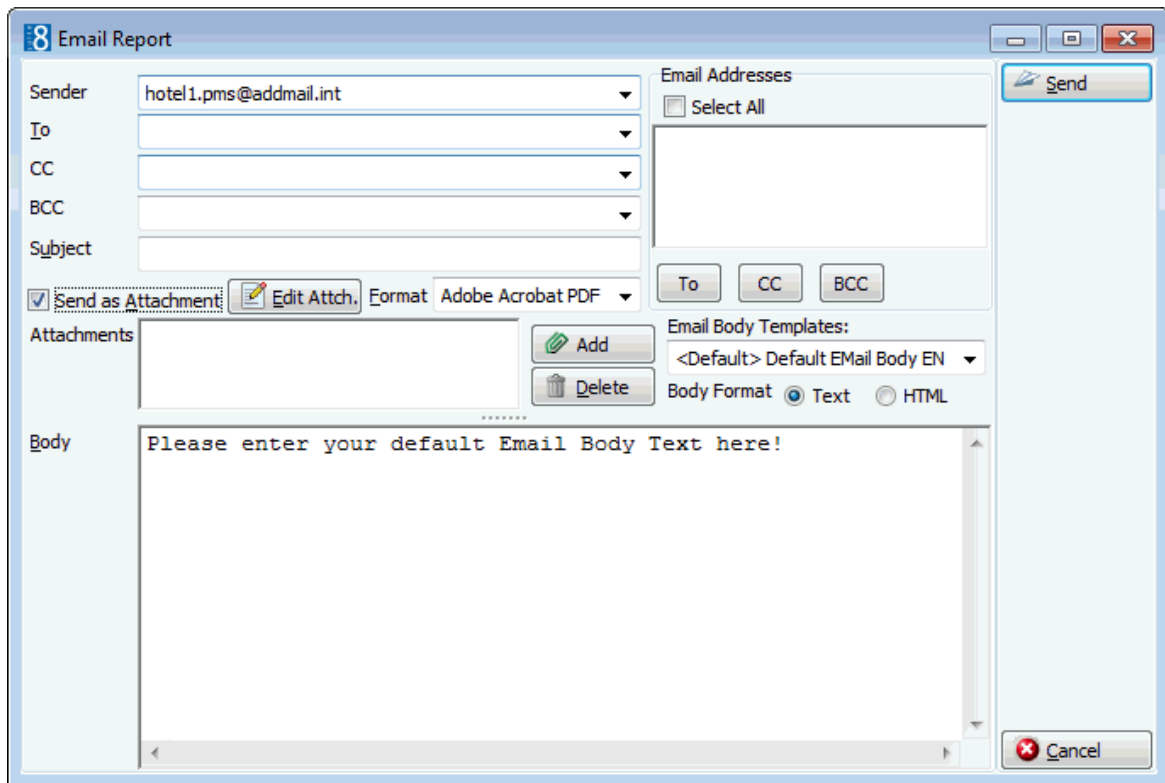 8 Email Report
Sender hotel1.pms@addmail.int
To
CC
BCC
Subject
Send as Attachment Edit Attch. Format Adobe Acrobat PDF
Attachments
Add
Delete
Email Addresses
Select All
To CC BCC
Email Body Templates:
<Default> Default EMail Body EN
Body Format Text HTML
Body
Please enter your default Email Body Text here!
Send
Cancel